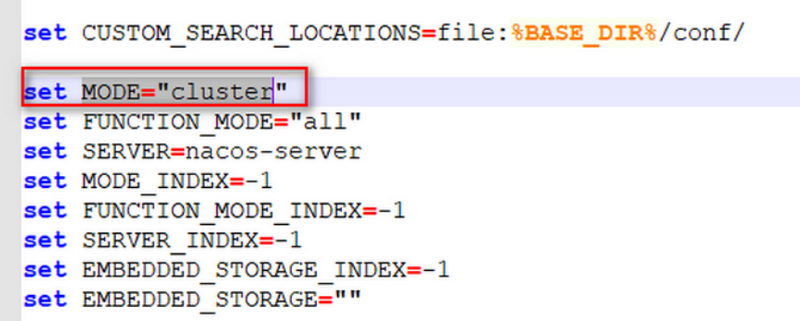 set CUSTOM_SEARCH_LOCATIONS=file:%BASE_DIR%/conf/
set MODE="cluster"
set FUNCTION_MODE="all"
set SERVER=nacos-server
set MODE_INDEX=-1
set FUNCTION_MODE_INDEX=-1
set SERVER_INDEX=-1
set EMBEDDED_STORAGE_INDEX=-1
set EMBEDDED_STORAGE=""